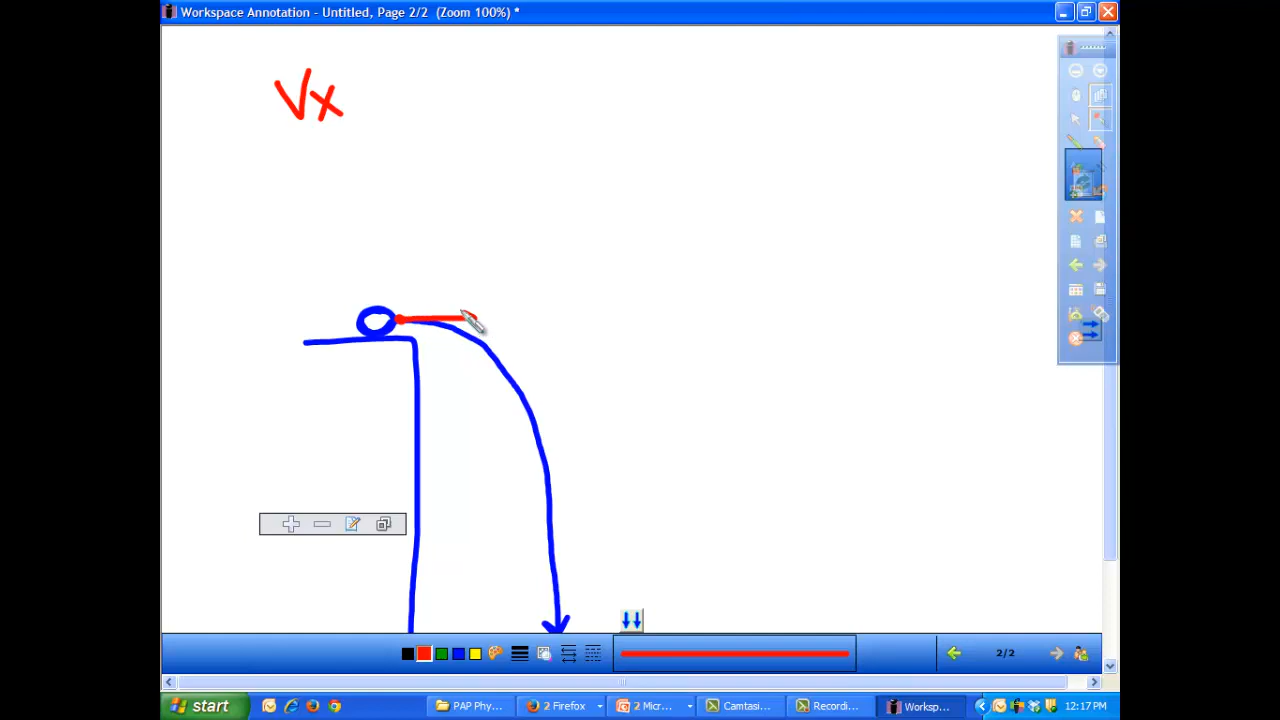 Workspace Annotation - Untitled, Page 2/2 (Zoom 100%) *
Vx
2/2
start
PAP Phy...
2 Firefox
2 Micr...
Camtasi...
Recordi...
Worksp...
12:17 PM